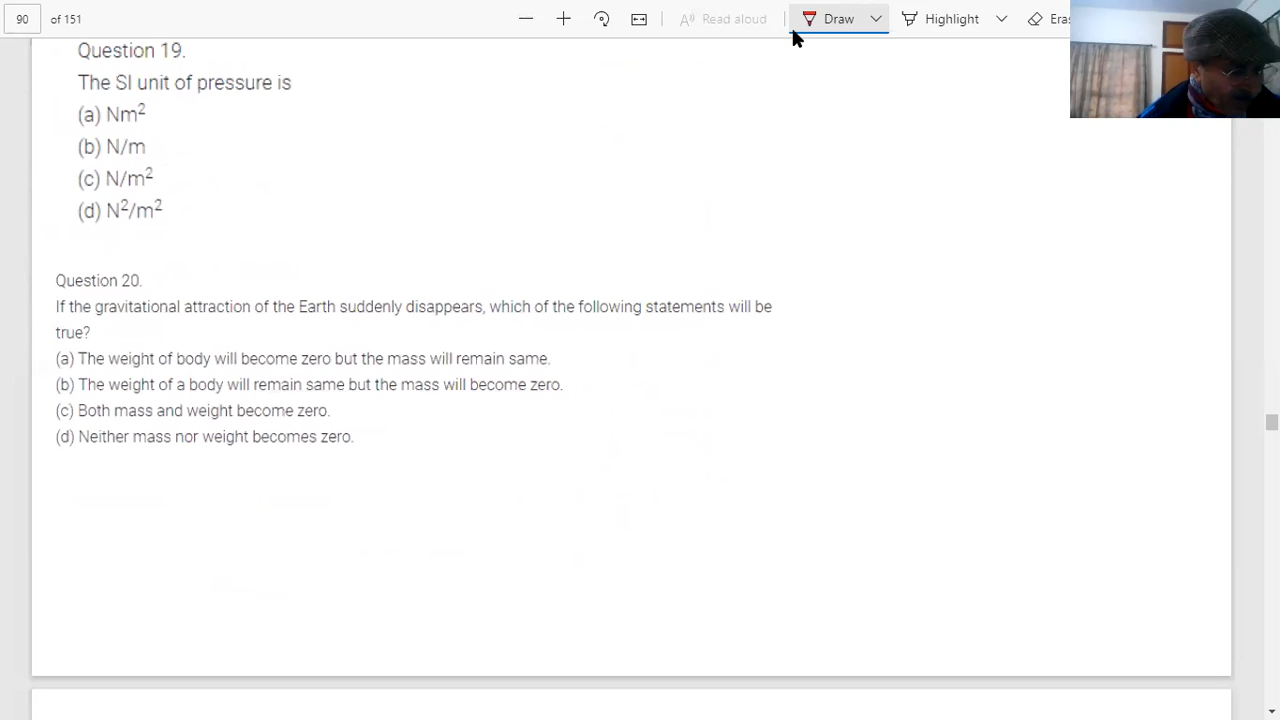 90 of 151
Read aloud
Draw
Highlight
Question 19.
The SI unit of pressure is
(a) Nm²
(b) N/m
(c) N/m²
(d) N²/m²
Question 20.
If the gravitational attraction of the Earth suddenly disappears, which of the following statements will be
true?
(a) The weight of body will become zero but the mass will remain same.
(b) The weight of a body will remain same but the mass will become zero.
(c) Both mass and weight become zero.
(d) Neither mass nor weight becomes zero.